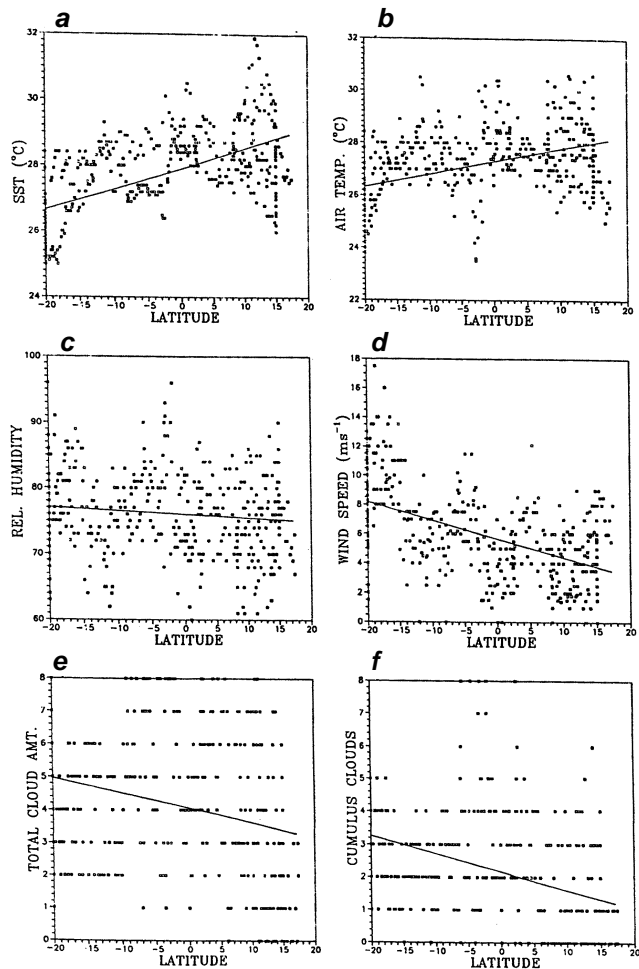 a
b
SST (°C)
32
30
28
26
24
-20 -15 -10 -5 0 5 10 15 20
LATITUDE
AIR TEMP. (°C)
32
30
28
26
24
22
-20 -15 -10 -5 0 5 10 15 20
LATITUDE
c
d
REL. HUMIDITY
100
90
80
70
60
-20 -15 -10 -5 0 5 10 15 20
LATITUDE
WIND SPEED (ms⁻¹)
18
16
14
12
10
8
6
4
2
0
-20 -15 -10 -5 0 5 10 15 20
LATITUDE
e
f
TOTAL CLOUD AMT.
8
7
6
5
4
3
2
1
0
-20 -15 -10 -5 0 5 10 15 20
LATITUDE
CUMULUS CLOUDS
8
7
6
5
4
3
2
1
0
-20 -15 -10 -5 0 5 10 15 20
LATITUDE